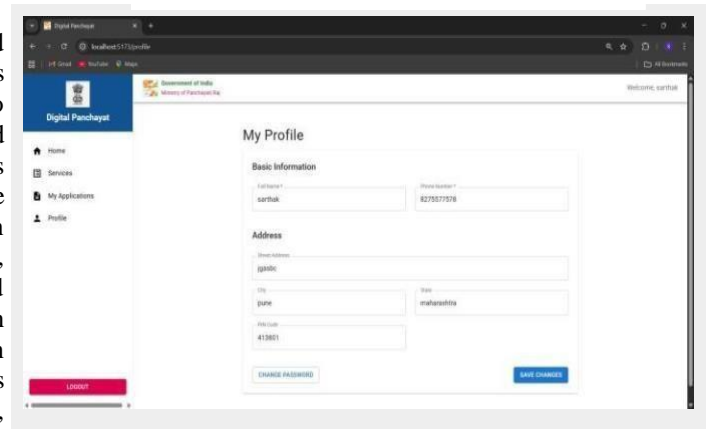 Digital Panchayat
localhost:5173/profile
Gmail YouTube Maps
All Bookmarks
Digital Panchayat
Home
Services
My Applications
Profile
LOGOUT
Government of India
Ministry of Panchayati Raj
Welcome, sarthak
My Profile
Basic Information
Full Name *
sarthak
Phone Number *
9275577578
Address
Street Address
jgasbc
City
pune
State
maharashtra
PIN Code
413801
CHANGE PASSWORD
SAVE CHANGES